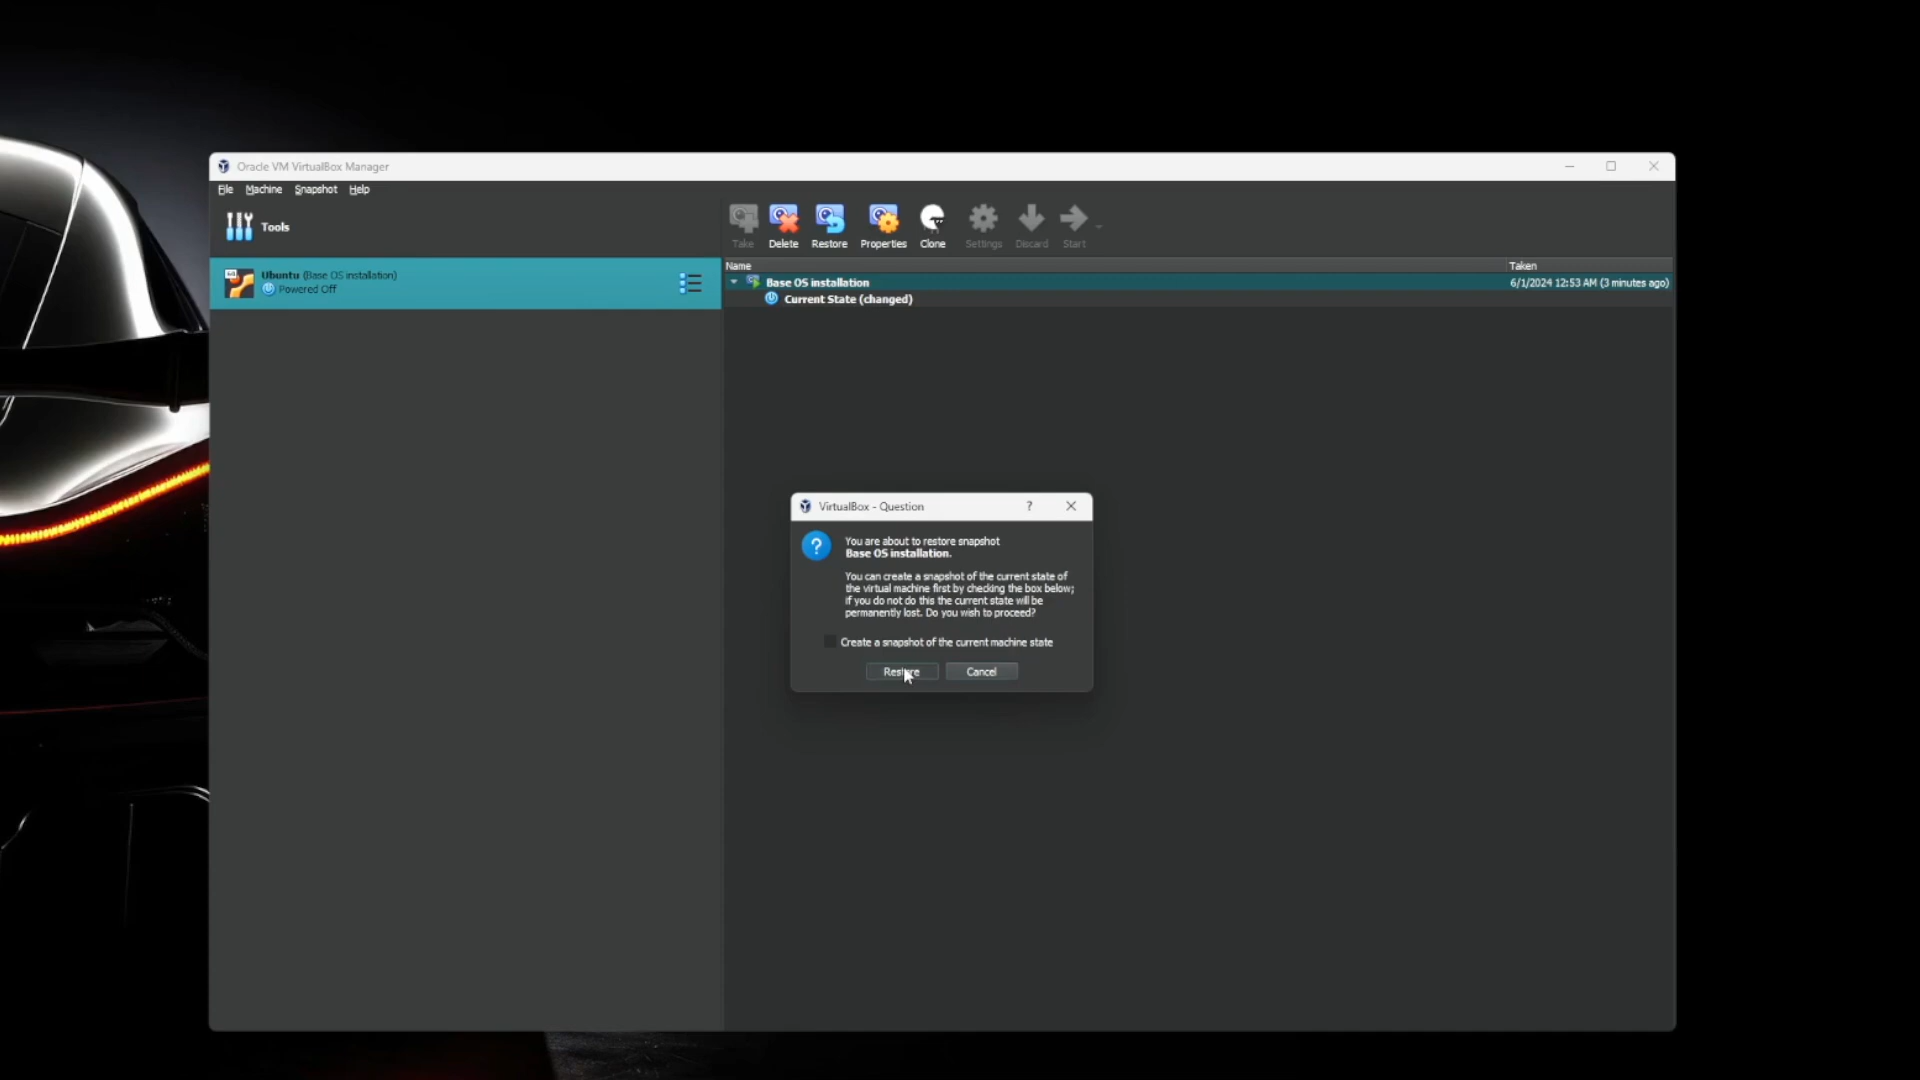 Oracle VM VirtualBox Manager
File Machine Snapshot Help
Tools
Take Delete Restore Properties Clone Settings Discard Start
Name Taken
Ubuntu (Base OS installation)
Powered Off
Base OS installation 6/1/2024 12:53 AM (3 minutes ago)
Current State (changed)
VirtualBox - Question
?
You are about to restore snapshot
Base OS installation.
You can create a snapshot of the current state of
the virtual machine first by checking the box below;
if you do not do this the current state will be
permanently lost. Do you wish to proceed?
Create a snapshot of the current machine state
Restore Cancel